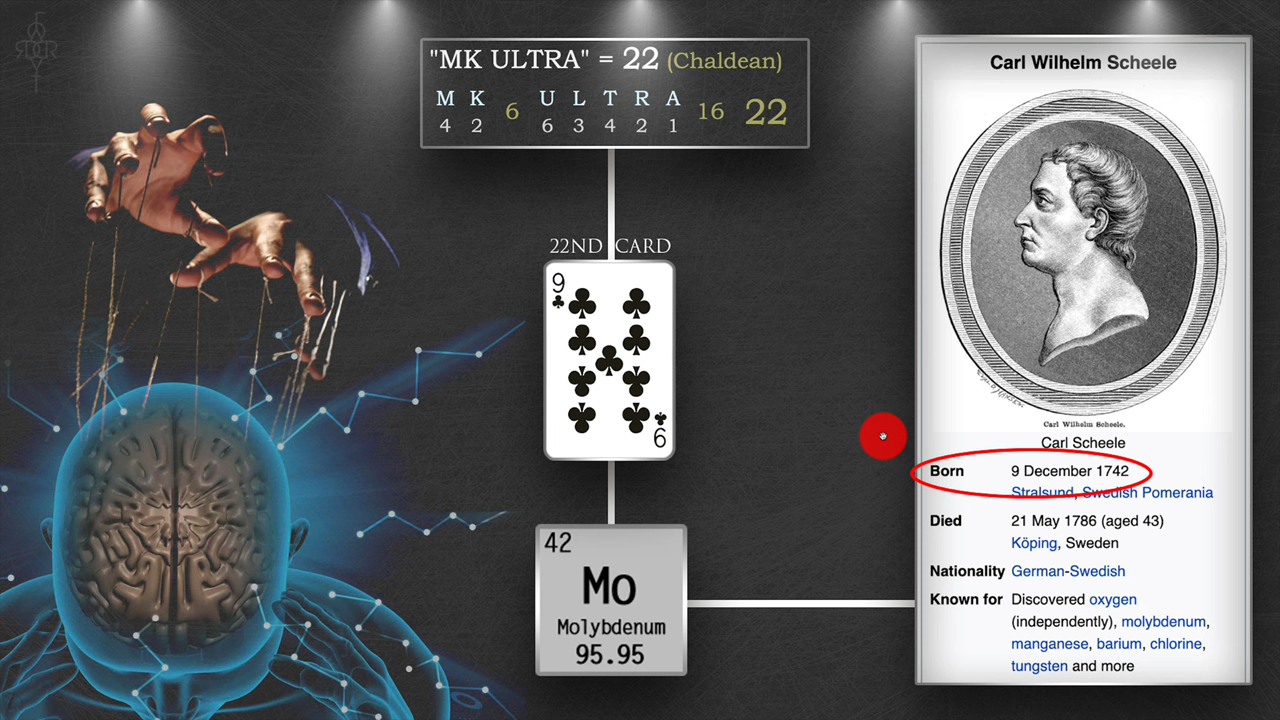 "MK ULTRA" = 22 (Chaldean)
M K 6 U L T R A 16 22
4 2 6 3 4 2 1
22ND CARD
9
6
42
Mo
Molybdenum
95.95
Carl Wilhelm Scheele
Carl Wilhelm Scheele.
Carl Scheele
Born 9 December 1742
Stralsund, Swedish Pomerania
Died 21 May 1786 (aged 43)
Köping, Sweden
Nationality German-Swedish
Known for Discovered oxygen
(independently), molybdenum,
manganese, barium, chlorine,
tungsten and more